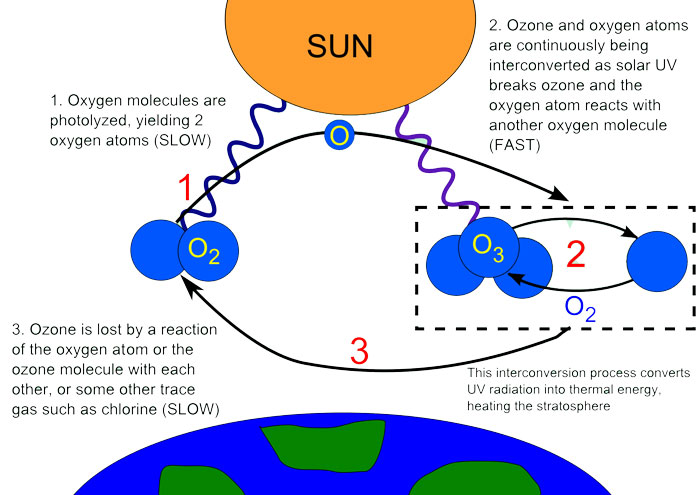 SUN
2. Ozone and oxygen atoms
are continuously being
interconverted as solar UV
breaks ozone and the
oxygen atom reacts with
another oxygen molecule
(FAST)
1. Oxygen molecules are
photolyzed, yielding 2
oxygen atoms (SLOW)
O
1
O2
O3
2
O2
3. Ozone is lost by a reaction
of the oxygen atom or the
ozone molecule with each
other, or some other trace
gas such as chlorine (SLOW)
3
This interconversion process converts
UV radiation into thermal energy,
heating the stratosphere